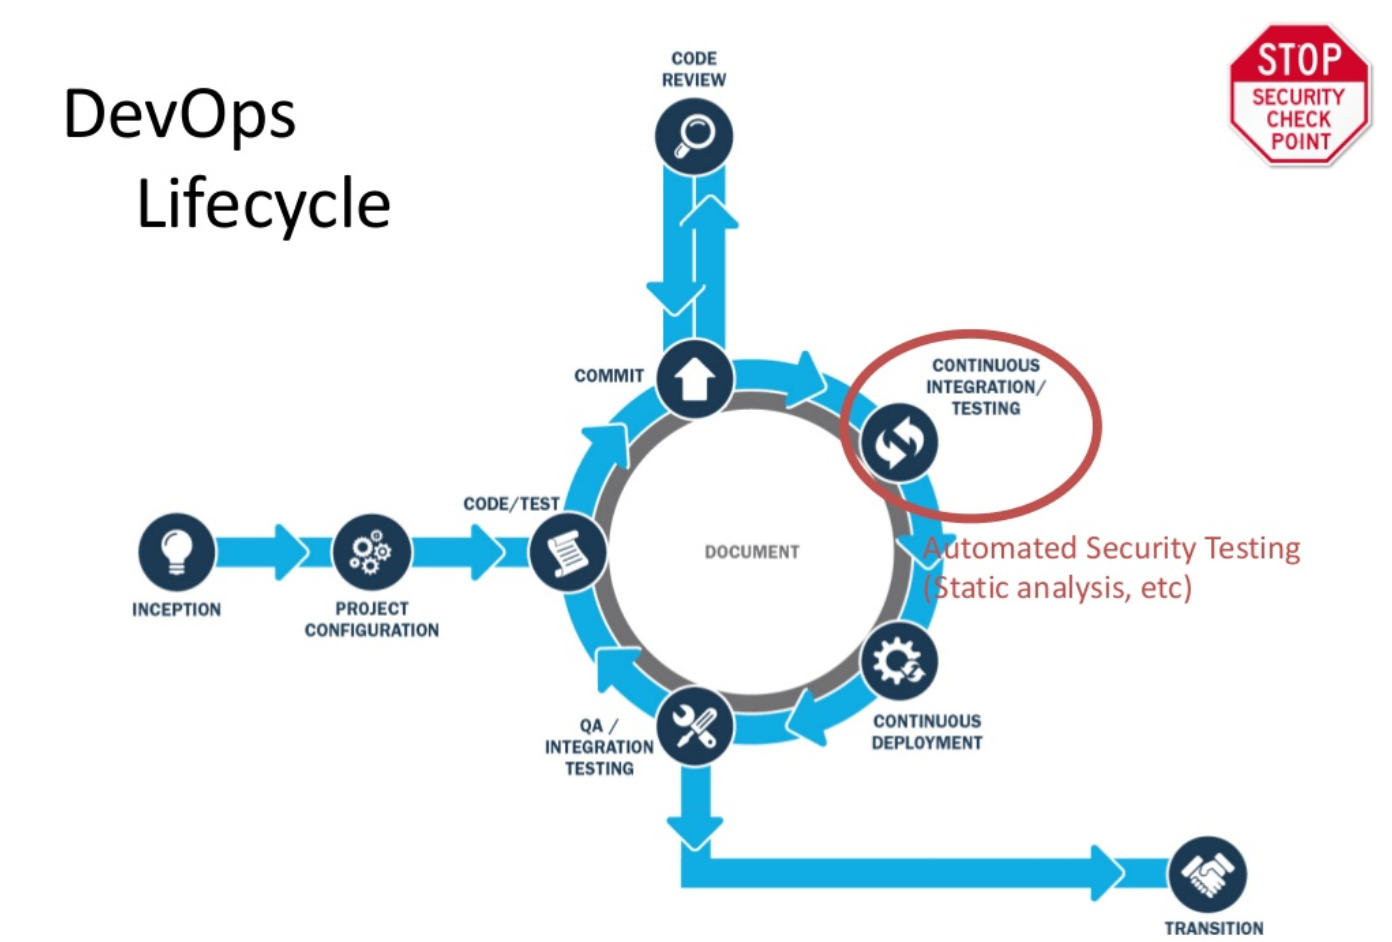 DevOps
Lifecycle
STOP
SECURITY
CHECK
POINT
CODE
REVIEW
COMMIT
CONTINUOUS
INTEGRATION/
TESTING
CODE/TEST
INCEPTION
PROJECT
CONFIGURATION
DOCUMENT
Automated Security Testing
(Static analysis, etc)
CONTINUOUS
DEPLOYMENT
QA /
INTEGRATION
TESTING
TRANSITION